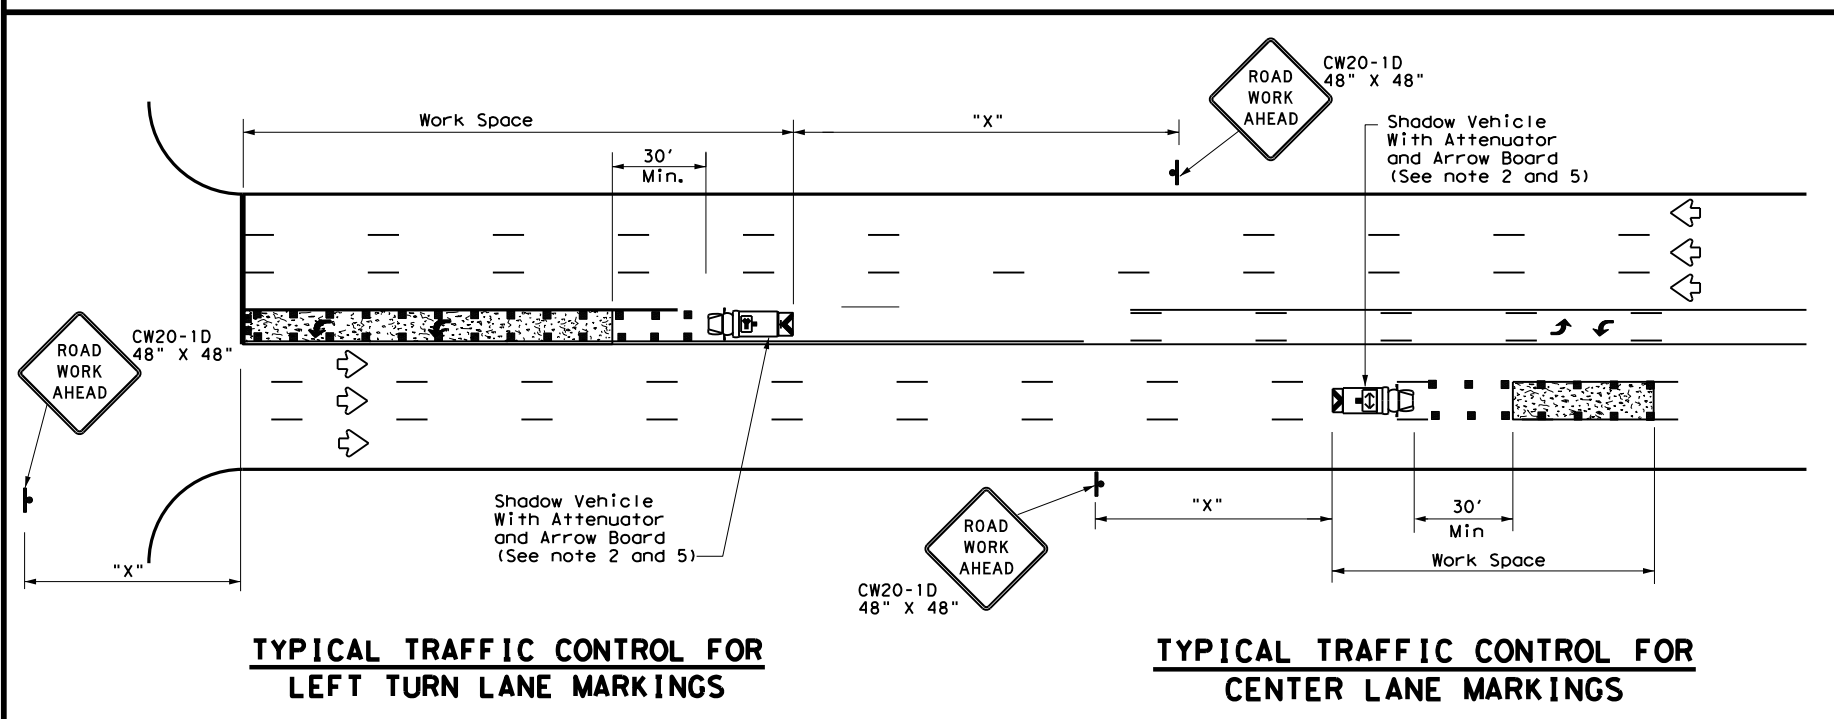 ROAD
WORK
AHEAD
CW20-1D
48" X 48"
Work Space
"X"
30'
Min.
Shadow Vehicle
With Attenuator
and Arrow Board
(See note 2 and 5)
ROAD
WORK
AHEAD
CW20-1D
48" X 48"
Shadow Vehicle
With Attenuator
and Arrow Board
(See note 2 and 5)
"X"
ROAD
WORK
AHEAD
CW20-1D
48" X 48"
"X"
30'
Min
Work Space
TYPICAL TRAFFIC CONTROL FOR
LEFT TURN LANE MARKINGS
TYPICAL TRAFFIC CONTROL FOR
CENTER LANE MARKINGS